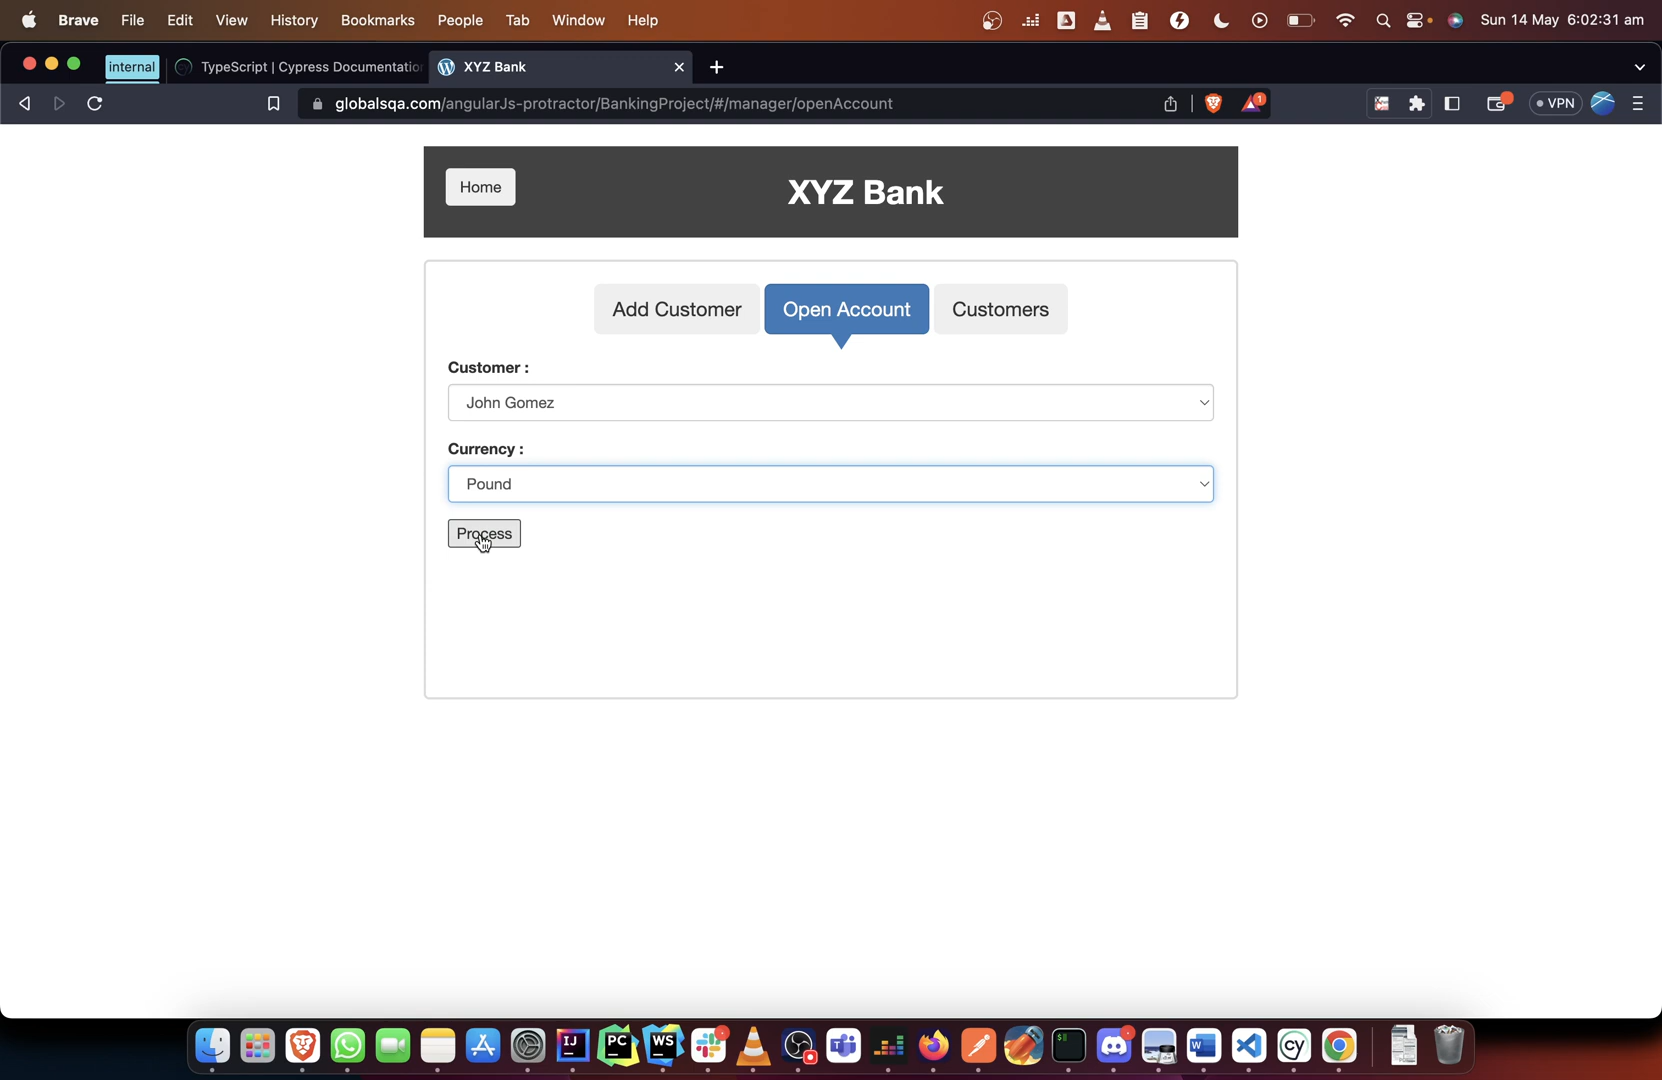 Brave File Edit View History Bookmarks People Tab Window Help Sun 14 May 6:02:31 am
internal TypeScript | Cypress Documentation XYZ Bank
globalsqa.com/angularJs-protractor/BankingProject/#/manager/openAccount VPN
Home XYZ Bank
Add Customer Open Account Customers
Customer :
John Gomez
Currency :
Pound
Process